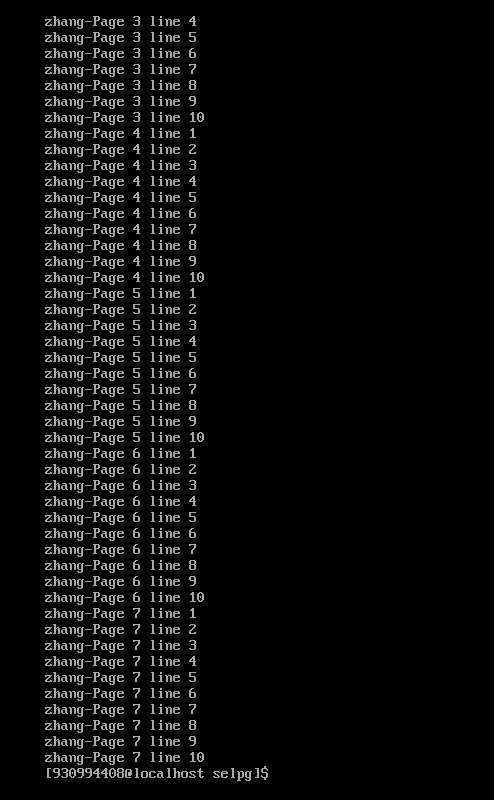 zhang-Page 3 line 4
zhang-Page 3 line 5
zhang-Page 3 line 6
zhang-Page 3 line 7
zhang-Page 3 line 8
zhang-Page 3 line 9
zhang-Page 3 line 10
zhang-Page 4 line 1
zhang-Page 4 line 2
zhang-Page 4 line 3
zhang-Page 4 line 4
zhang-Page 4 line 5
zhang-Page 4 line 6
zhang-Page 4 line 7
zhang-Page 4 line 8
zhang-Page 4 line 9
zhang-Page 4 line 10
zhang-Page 5 line 1
zhang-Page 5 line 2
zhang-Page 5 line 3
zhang-Page 5 line 4
zhang-Page 5 line 5
zhang-Page 5 line 6
zhang-Page 5 line 7
zhang-Page 5 line 8
zhang-Page 5 line 9
zhang-Page 5 line 10
zhang-Page 6 line 1
zhang-Page 6 line 2
zhang-Page 6 line 3
zhang-Page 6 line 4
zhang-Page 6 line 5
zhang-Page 6 line 6
zhang-Page 6 line 7
zhang-Page 6 line 8
zhang-Page 6 line 9
zhang-Page 6 line 10
zhang-Page 7 line 1
zhang-Page 7 line 2
zhang-Page 7 line 3
zhang-Page 7 line 4
zhang-Page 7 line 5
zhang-Page 7 line 6
zhang-Page 7 line 7
zhang-Page 7 line 8
zhang-Page 7 line 9
zhang-Page 7 line 10
[930994408@localhost selpg]$